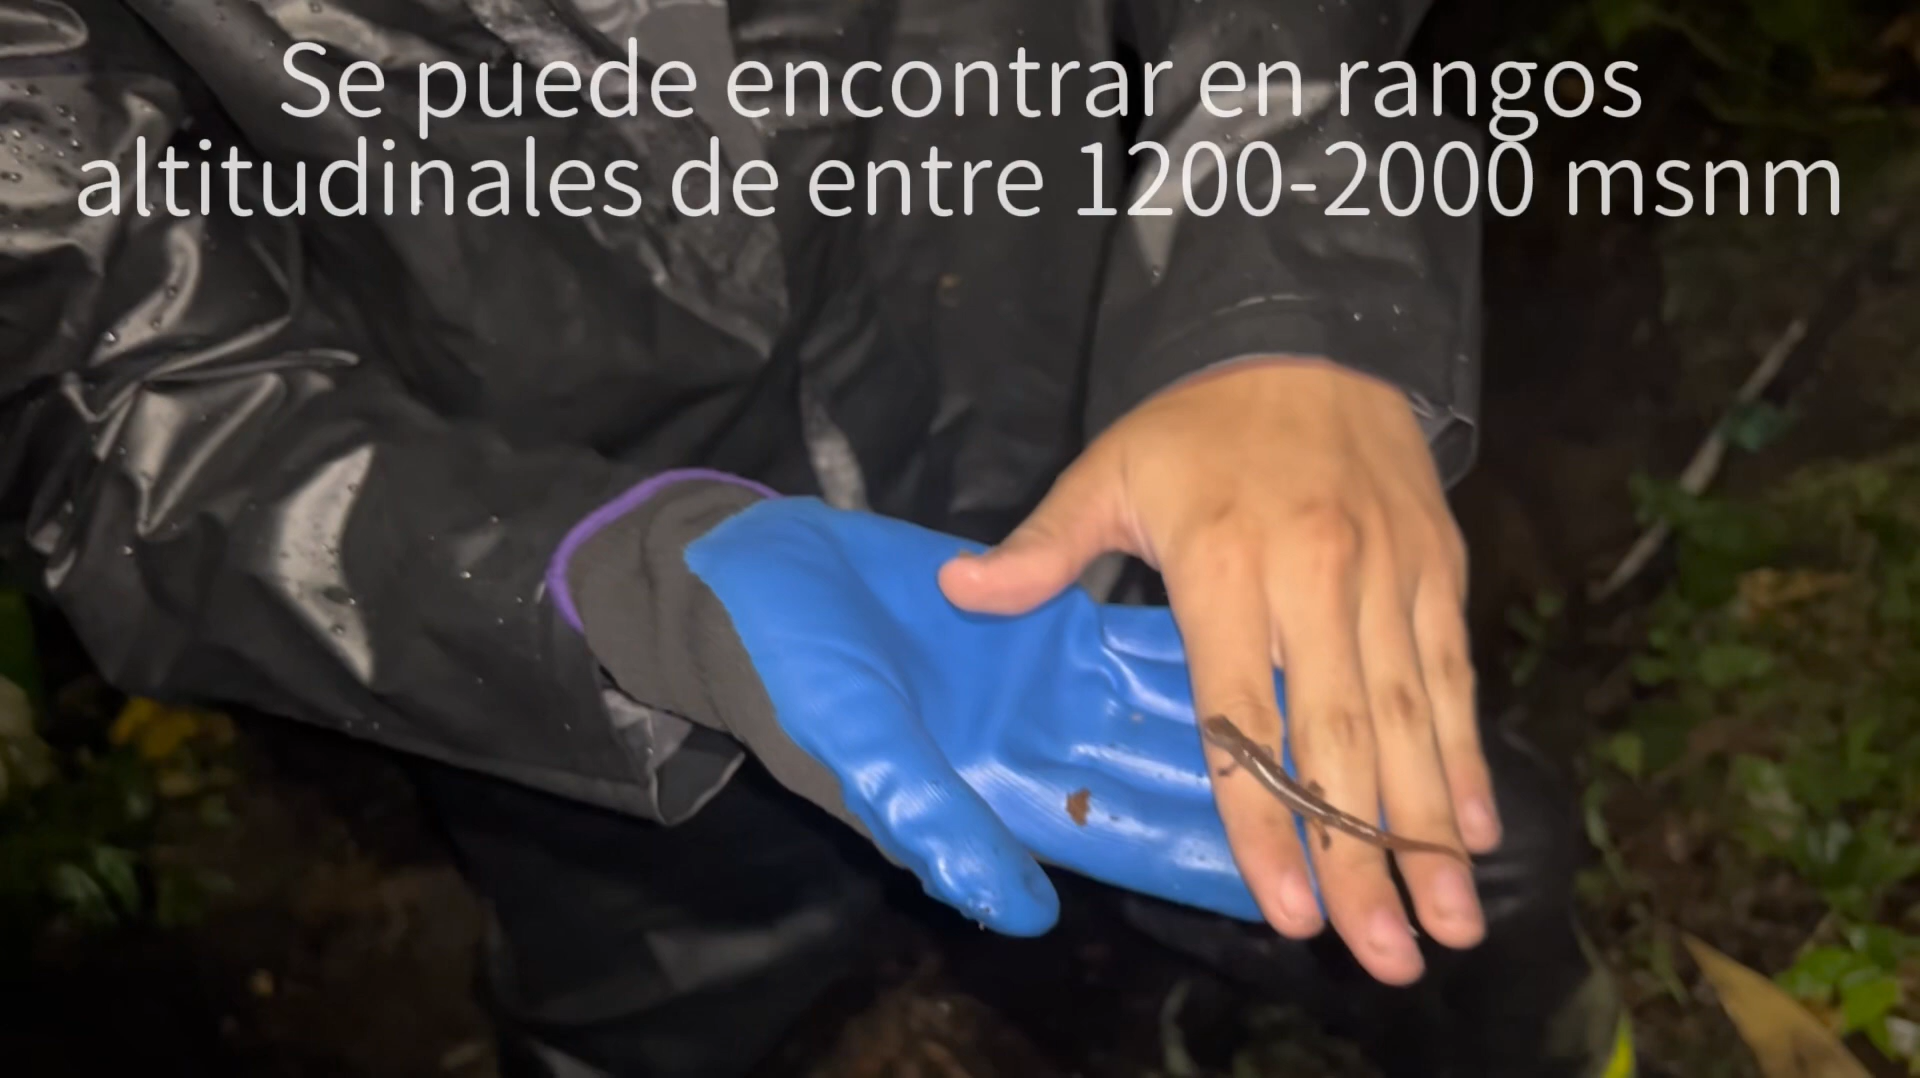 Se puede encontrar en rangos
altitudinales de entre 1200-2000 msnm